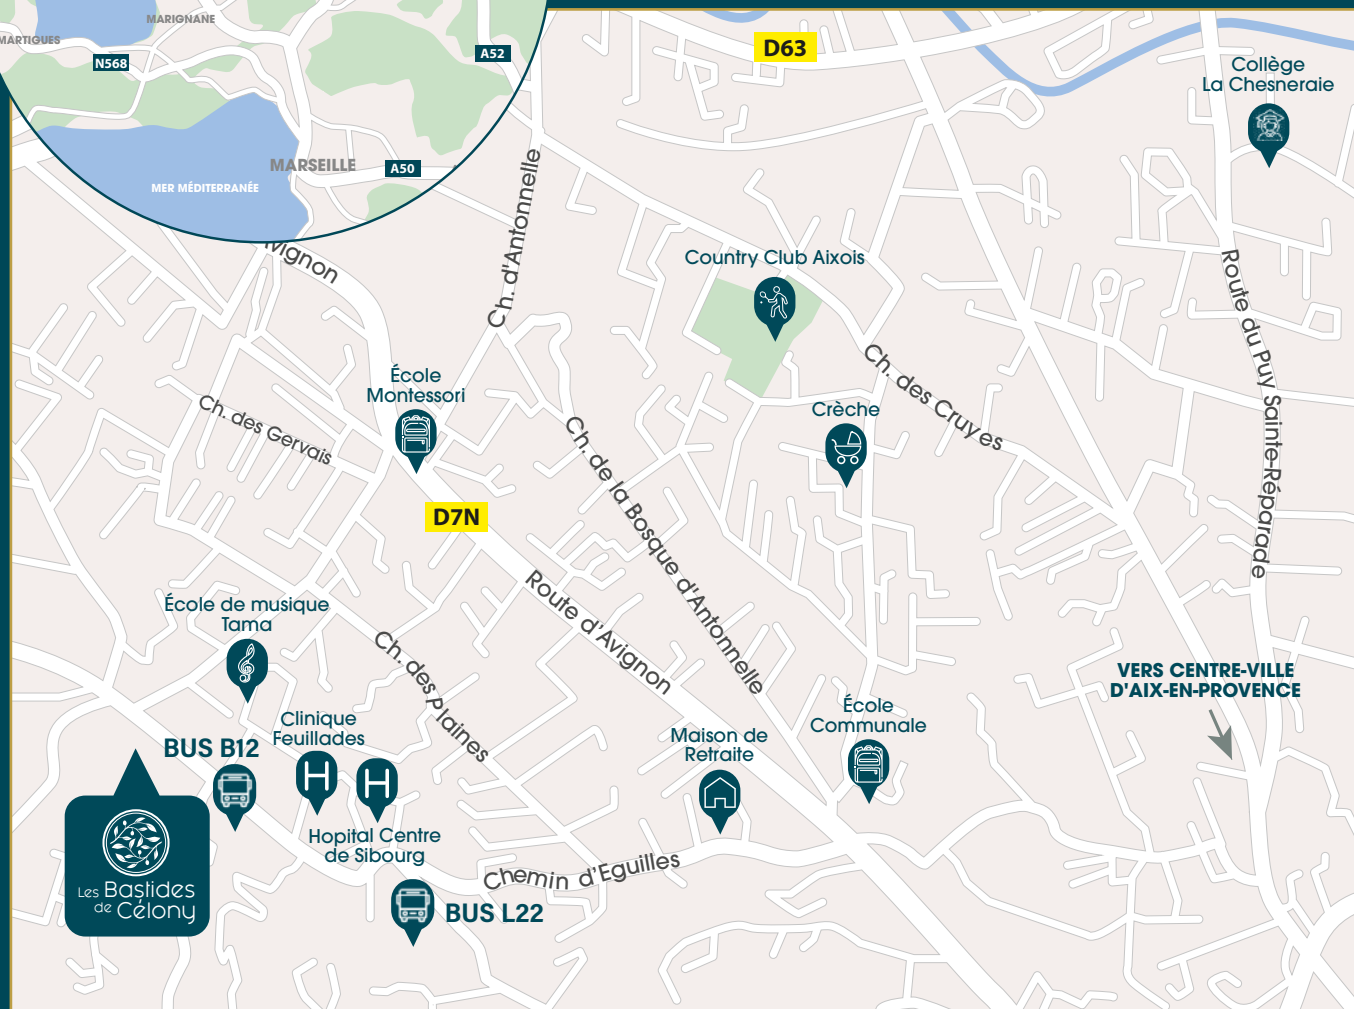 MARIGNANE
MARTIGUES
N568
A52
MARSEILLE
A50
MER MÉDITERRANÉE
D63
Collège
La Chesneraie
Ch. d'Antonnelle
Country Club Aixois
Route du Puy Sainte-Réparade
École
Montessori
Ch. des Gervais
Crèche
Ch. des Cruyes
D7N
Ch. de la Bosque d'Antonnelle
Route d'Avignon
École de musique
Tama
Ch. des Plaines
VERS CENTRE-VILLE
D'AIX-EN-PROVENCE
Clinique
Feuillades
BUS B12
École
Communale
Maison de
Retraite
H
H
Hopital Centre
de Sibourg
Chemin d'Eguilles
Les Bastides
de Célony
BUS L22